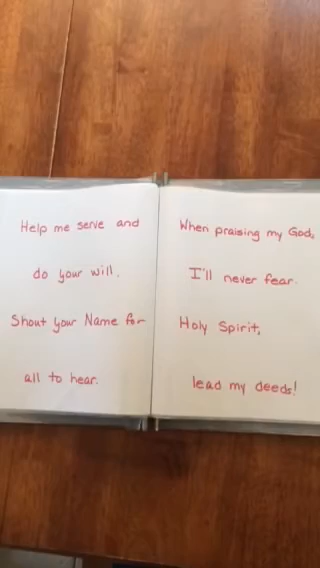 Help me serve and
do your will.
Shout your Name for
all to hear.
When praising my God,
I'll never fear.
Holy Spirit,
lead my deeds!